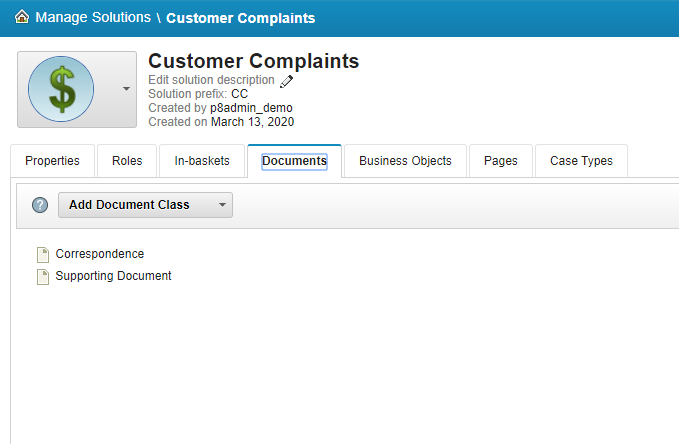 Manage Solutions \ Customer Complaints
Customer Complaints
Edit solution description
Solution prefix: CC
Created by p8admin_demo
Created on March 13, 2020
Properties Roles In-baskets Documents Business Objects Pages Case Types
? Add Document Class
Correspondence
Supporting Document